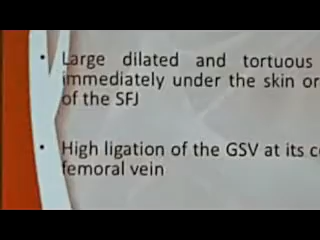 • Large dilated and tortuous
immediately under the skin or
of the SFJ
• High ligation of the GSV at its
femoral vein